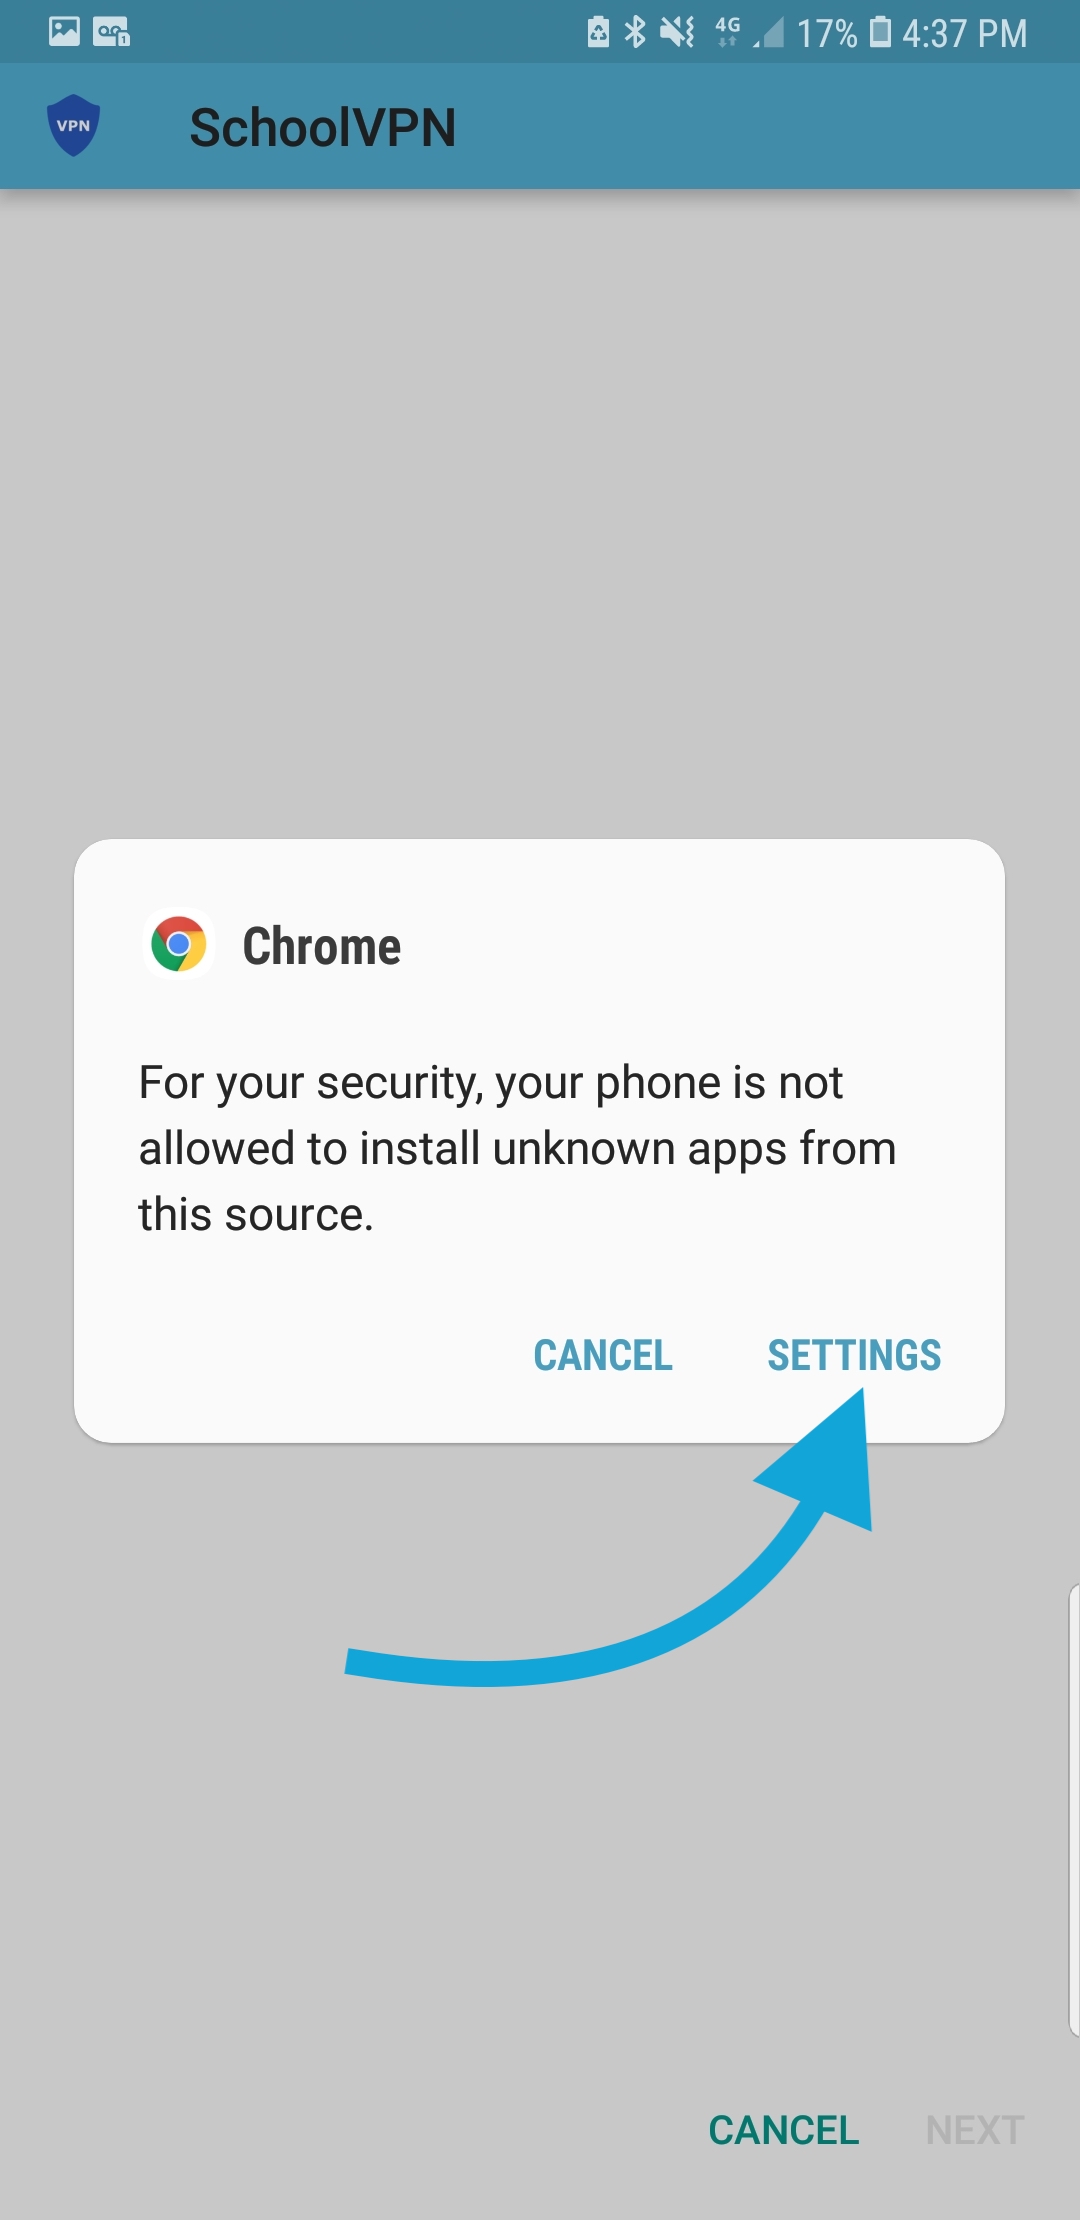 4G 17% 4:37 PM
VPN SchoolVPN
Chrome
For your security, your phone is not
allowed to install unknown apps from
this source.
CANCEL SETTINGS
CANCEL NEXT